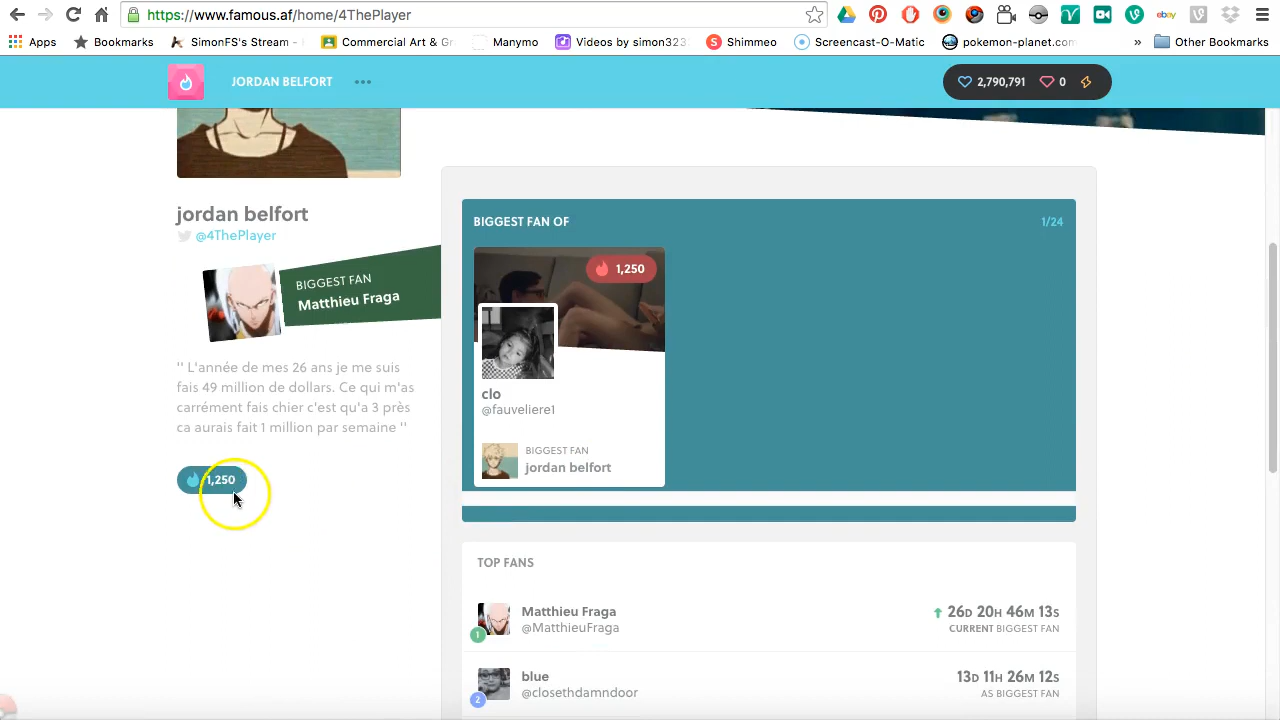 https://www.famous.af/home/4ThePlayer
Apps
Bookmarks
SimonFS's Stream -
Commercial Art & Gr
Manymo
Videos by simon323
Shimmeo
Screencast-O-Matic
pokemon-planet.com
»
Other Bookmarks
JORDAN BELFORT
2,790,791
0
jordan belfort
@4ThePlayer
BIGGEST FAN
Matthieu Fraga
'' L'année de mes 26 ans je me suis
fais 49 million de dollars. Ce qui m'as
carrément fais chier c'est qu'a 3 près
ca aurais fait 1 million par semaine ''
1,250
BIGGEST FAN OF
1/24
1,250
clo
@fauveliere1
BIGGEST FAN
jordan belfort
TOP FANS
1
Matthieu Fraga
@MatthieuFraga
26D 20H 46M 13S
CURRENT BIGGEST FAN
2
blue
@closethdamndoor
13D 11H 26M 12S
AS BIGGEST FAN